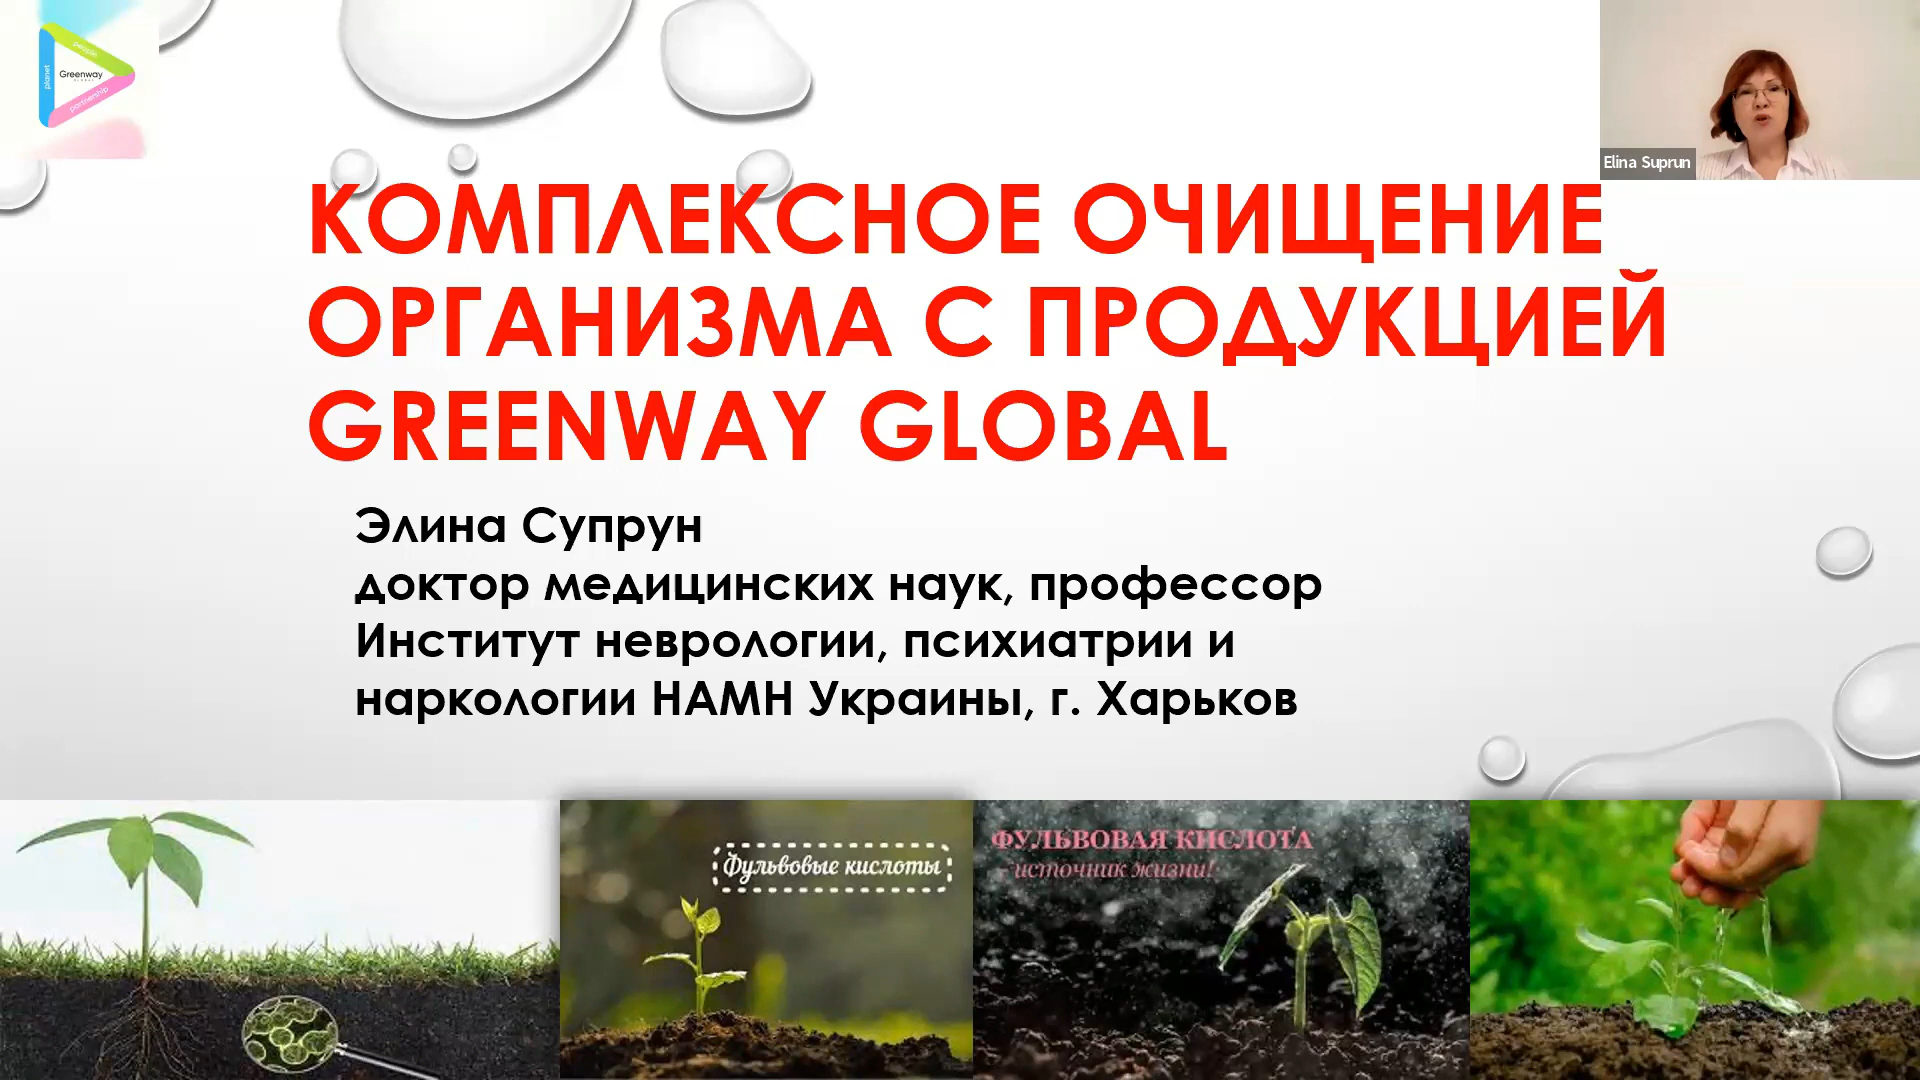 people
planet
Greenway
GLOBAL
partnership
Elina Suprun
КОМПЛЕКСНОЕ ОЧИЩЕНИЕ
ОРГАНИЗМА С ПРОДУКЦИЕЙ
GREENWAY GLOBAL
Элина Супрун
доктор медицинских наук, профессор
Институт неврологии, психиатрии и
наркологии НАМН Украины, г. Харьков
Фульвовые кислоты
ФУЛЬВОВАЯ КИСЛОТА
- источник жизни!